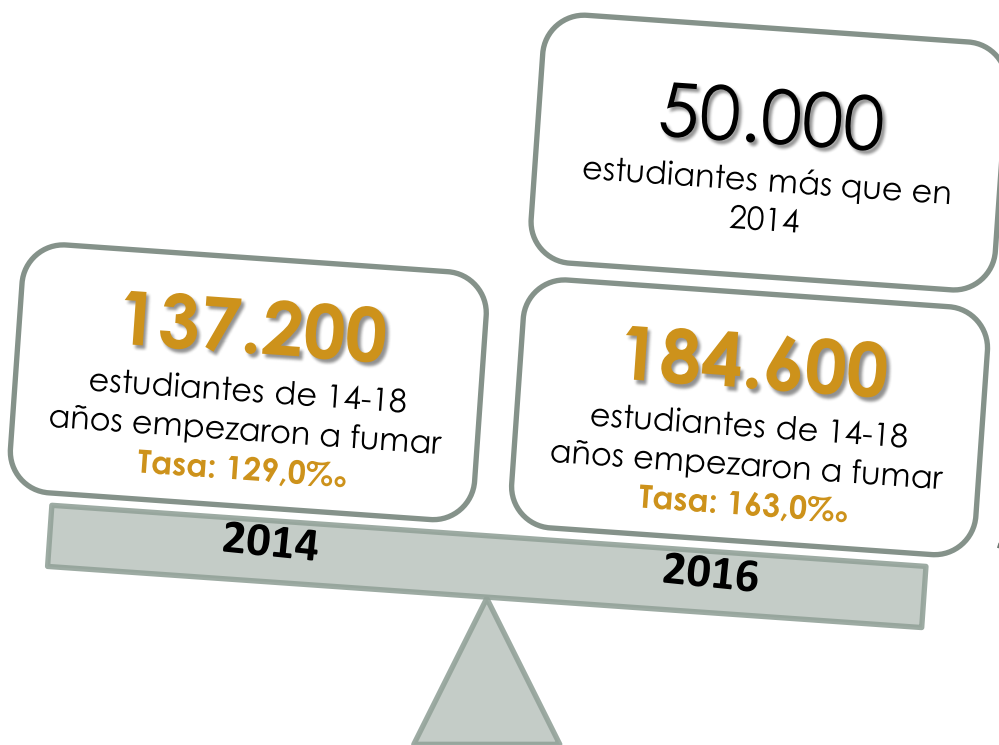 50.000
estudiantes más que en
2014
137.200
estudiantes de 14-18
años empezaron a fumar
Tasa: 129,0‰
184.600
estudiantes de 14-18
años empezaron a fumar
Tasa: 163,0‰
2014
2016